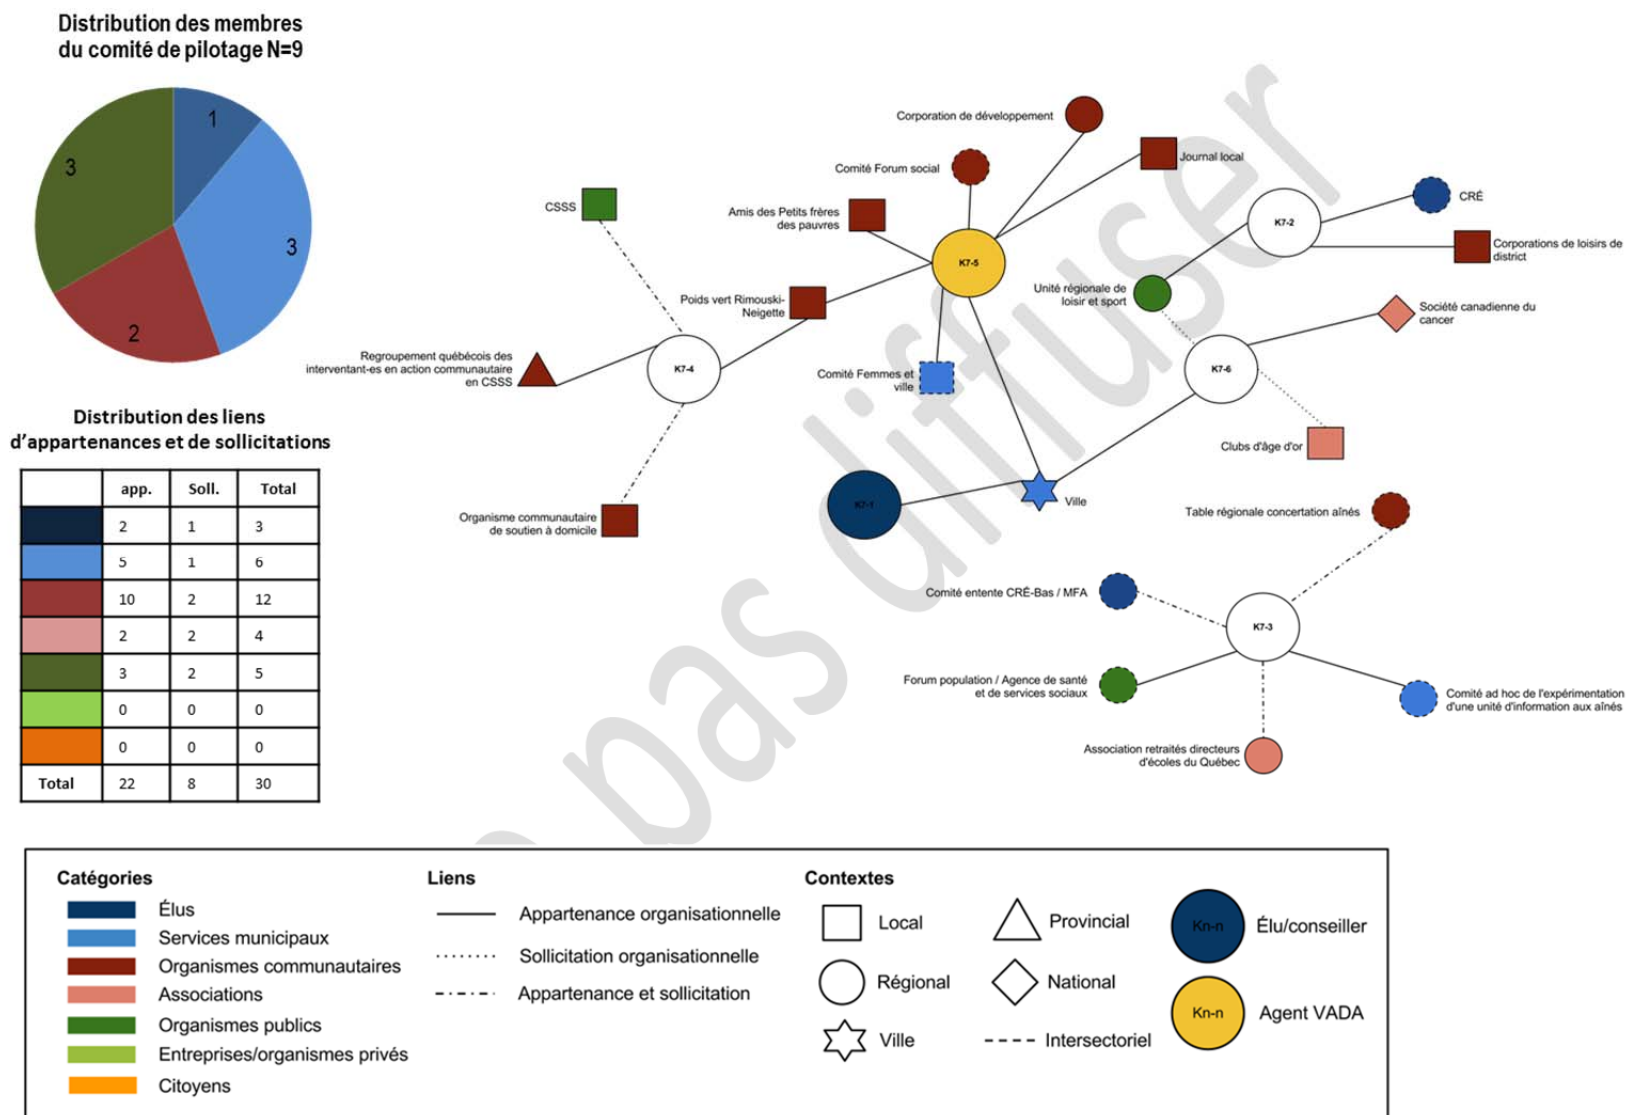 Distribution des membres
du comité de pilotage N=9
1
3
2
3
Distribution des liens
d'appartenances et de sollicitations
app. Soll. Total
2 1 3
5 1 6
10 2 12
2 2 4
3 2 5
0 0 0
0 0 0
Total 22 8 30
Corporation de développement
Journal local
Comité Forum social
Amis des Petits frères
des pauvres
K7-5
CSSS
Poids vert Rimouski-
Neigette
Regroupement québécois des
interventant-es en action communautaire
en CSSS
K7-4
Organisme communautaire
de soutien à domicile
Comité Femmes et
ville
K7-1
Ville
K7-2
CRÉ
Corporations de loisirs de
district
Unité régionale de
loisir et sport
Société canadienne du
cancer
K7-6
Clubs d'âge d'or
Table régionale concertation aînés
Comité entente CRÉ-Bas / MFA
K7-3
Forum population / Agence de santé
et de services sociaux
Comité ad hoc de l'expérimentation
d'une unité d'information aux aînés
Association retraités directeurs
d'écoles du Québec
pas diffuser
Catégories
Élus
Services municipaux
Organismes communautaires
Associations
Organismes publics
Entreprises/organismes privés
Citoyens
Liens
Appartenance organisationnelle
Sollicitation organisationnelle
Appartenance et sollicitation
Contextes
Local
Régional
Ville
Provincial
National
Intersectoriel
Kn-n
Élu/conseiller
Kn-n
Agent VADA